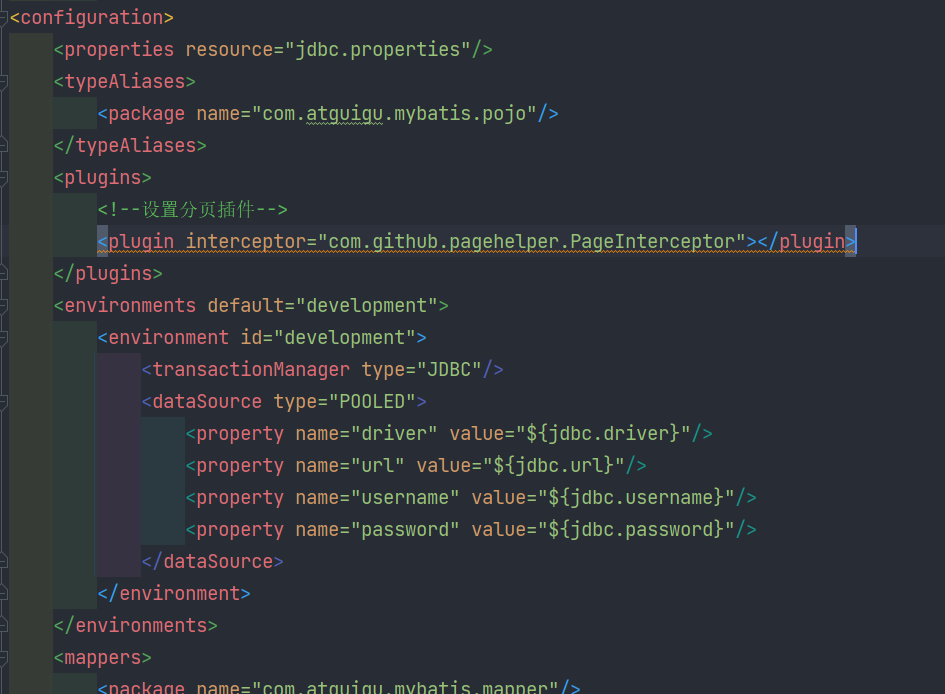 <configuration>
<properties resource="jdbc.properties"/>
<typeAliases>
<package name="com.atguigu.mybatis.pojo"/>
</typeAliases>
<plugins>
<!--设置分页插件-->
<plugin interceptor="com.github.pagehelper.PageInterceptor"></plugin>
</plugins>
<environments default="development">
<environment id="development">
<transactionManager type="JDBC"/>
<dataSource type="POOLED">
<property name="driver" value="${jdbc.driver}"/>
<property name="url" value="${jdbc.url}"/>
<property name="username" value="${jdbc.username}"/>
<property name="password" value="${jdbc.password}"/>
</dataSource>
</environment>
</environments>
<mappers>
<package name="com.atguigu.mybatis.mapper"/>